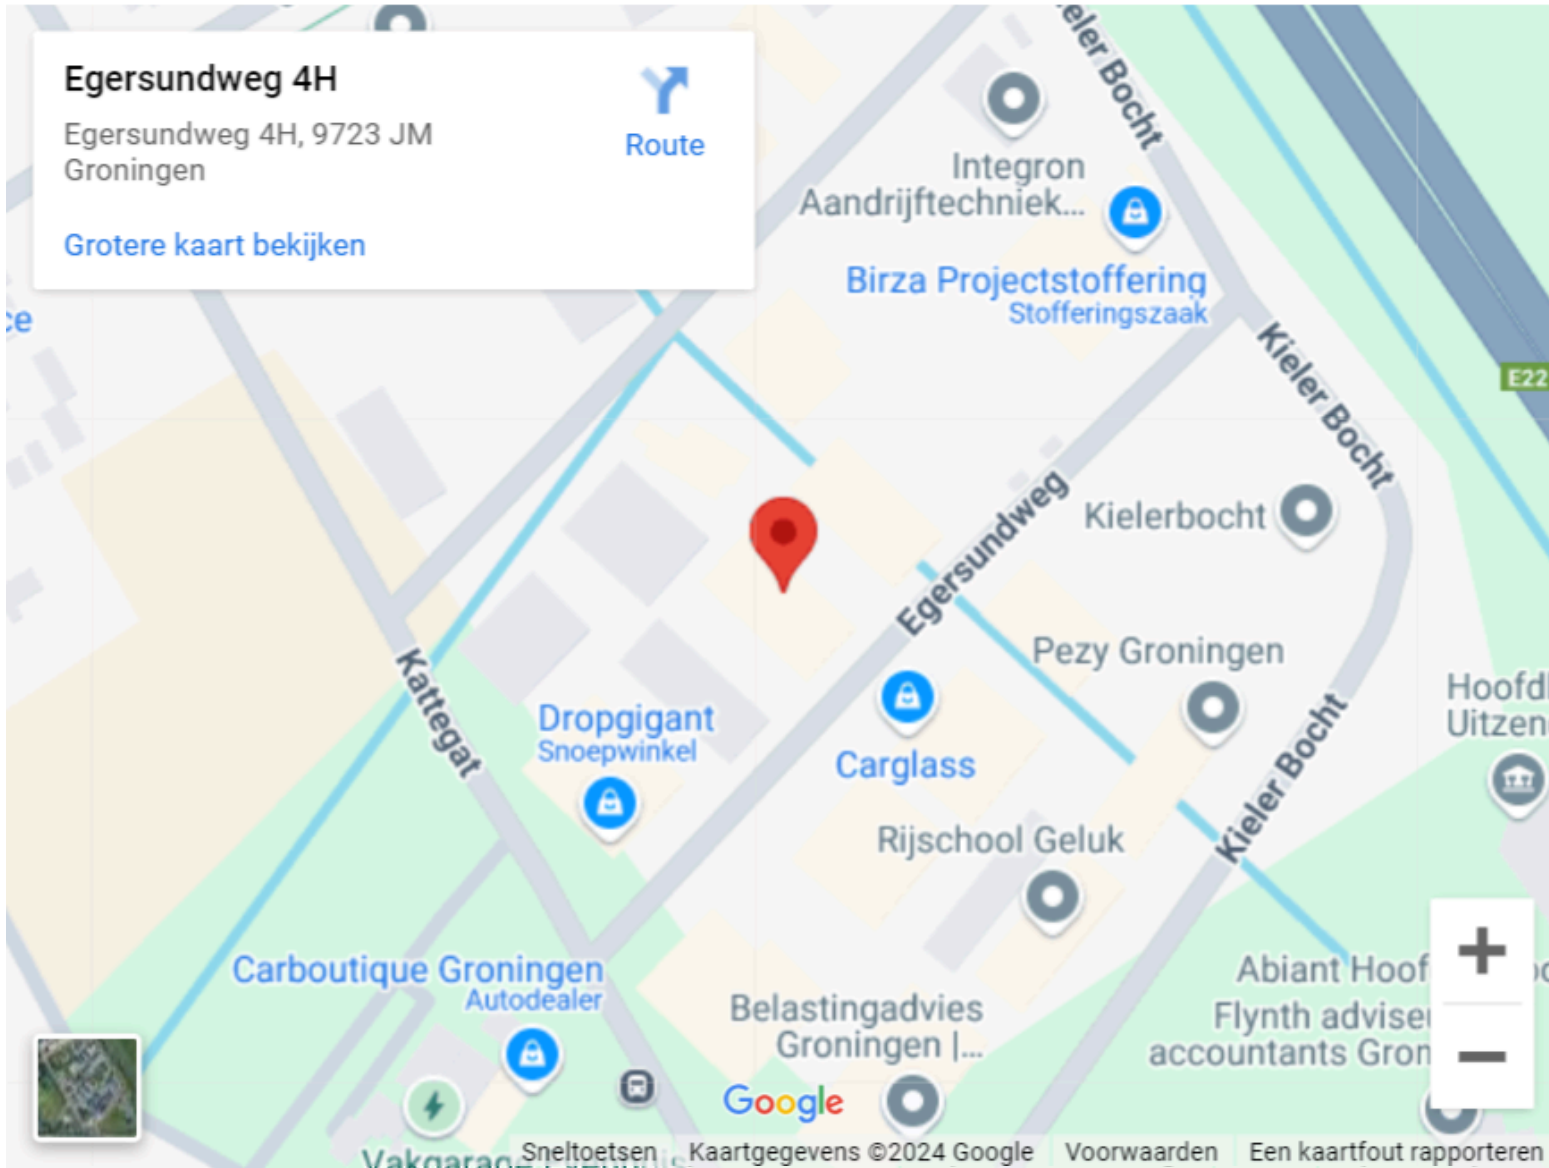 Egersundweg 4H
Egersundweg 4H, 9723 JM
Groningen
Route
Grotere kaart bekijken
Kieler Bocht
Integron
Aandrijftechniek...
Birza Projectstoffering
Stofferingszaak
Kieler Bocht
E22
Kielerbocht
Egersundweg
Pezy Groningen
Kattegat
Dropgigant
Snoepwinkel
Carglass
Kieler Bocht
Rijschool Geluk
Carboutique Groningen
Autodealer
Belastingadvies
Groningen |...
Abiant
Flynth
accountants
Google
Sneltoetsen
Kaartgegevens ©2024 Google
Voorwaarden
Een kaartfout rapporteren